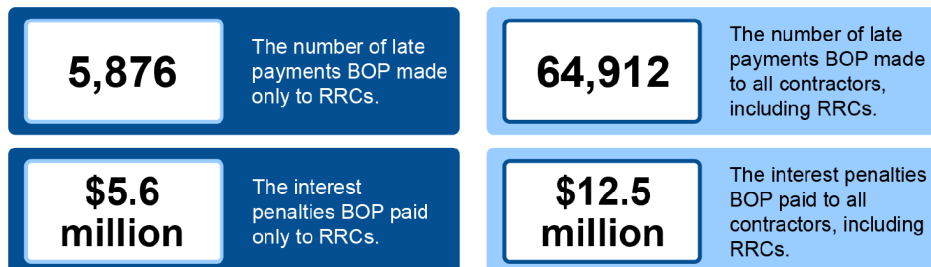 5,876
The number of late
payments BOP made
only to RRCs.
64,912
The number of late
payments BOP made
to all contractors,
including RRCs.
$5.6
million
The interest
penalties BOP paid
only to RRCs.
$12.5
million
The interest penalties
BOP paid to all
contractors, including
RRCs.